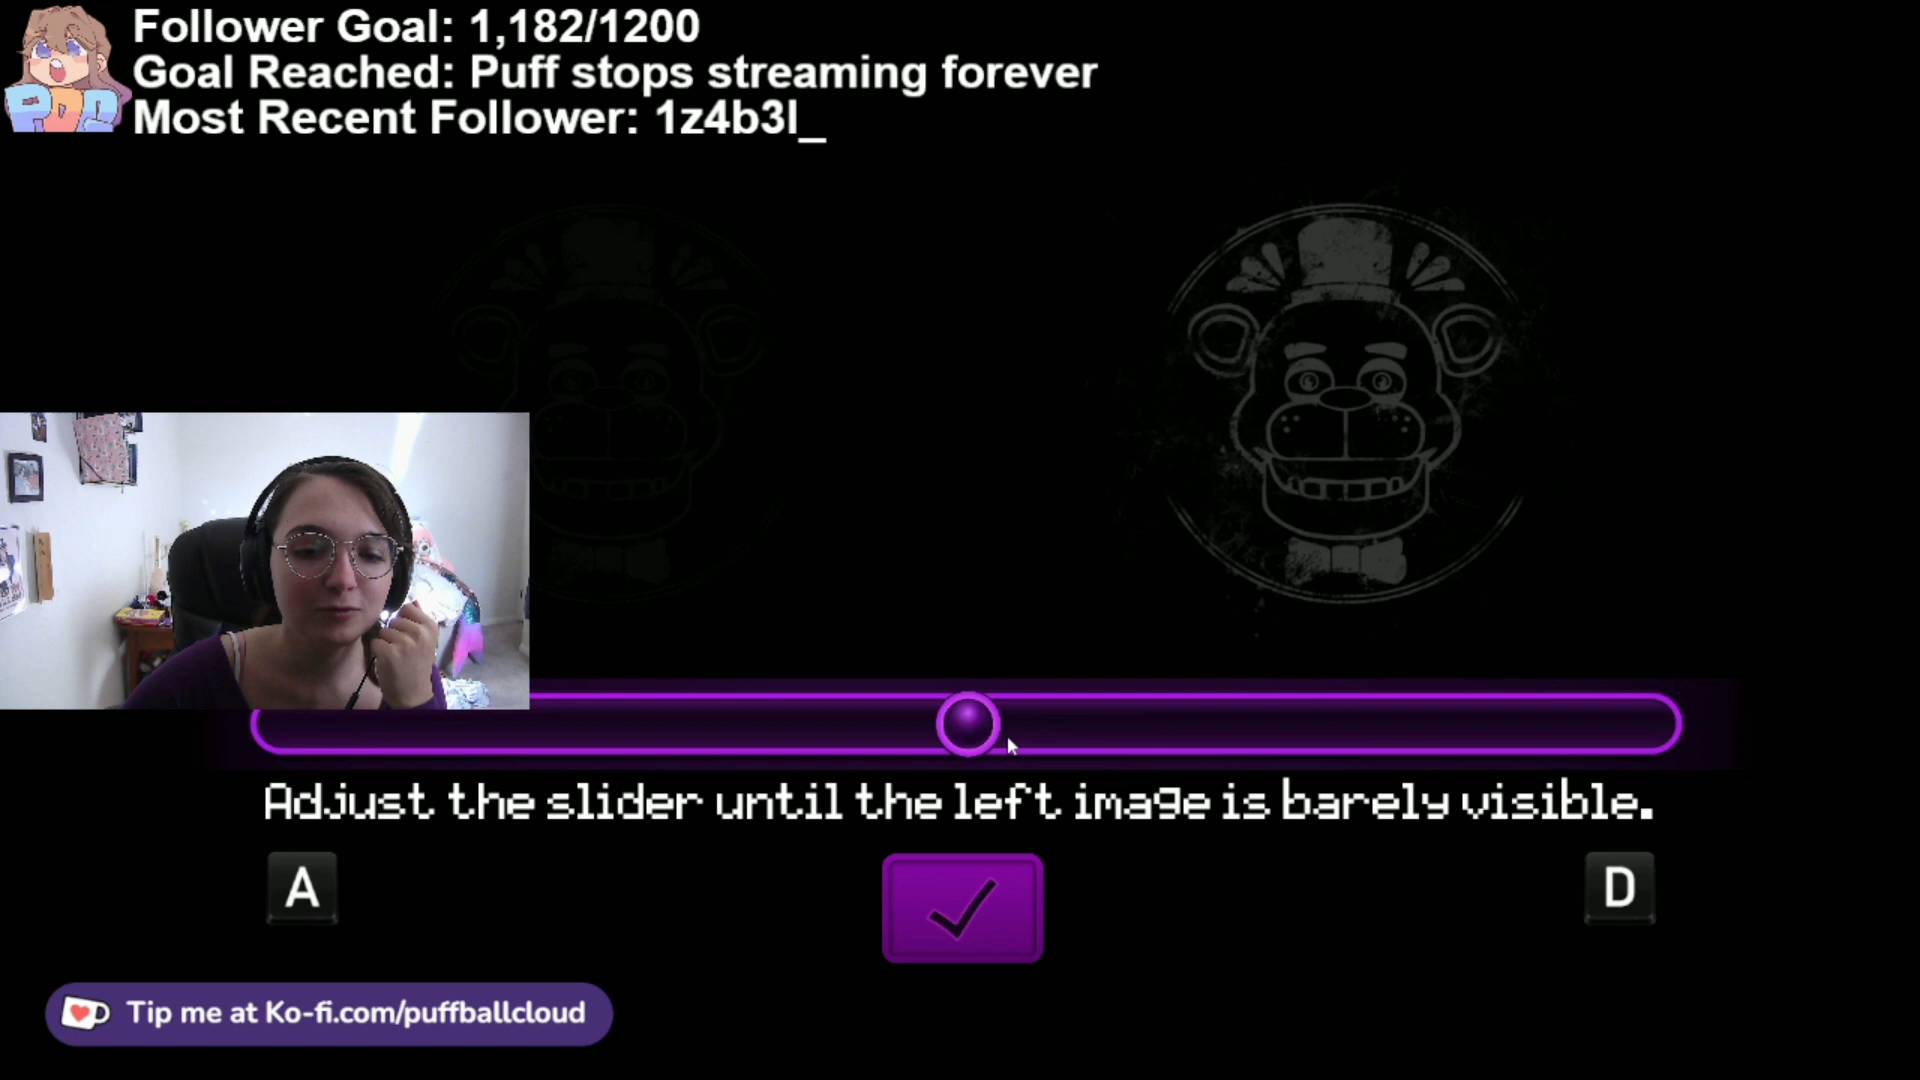 Follower Goal: 1,182/1200
Goal Reached: Puff stops streaming forever
Most Recent Follower: 1z4b3l_
Adjust the slider until the left image is barely visible.
A
D
Tip me at Ko-fi.com/puffballcloud